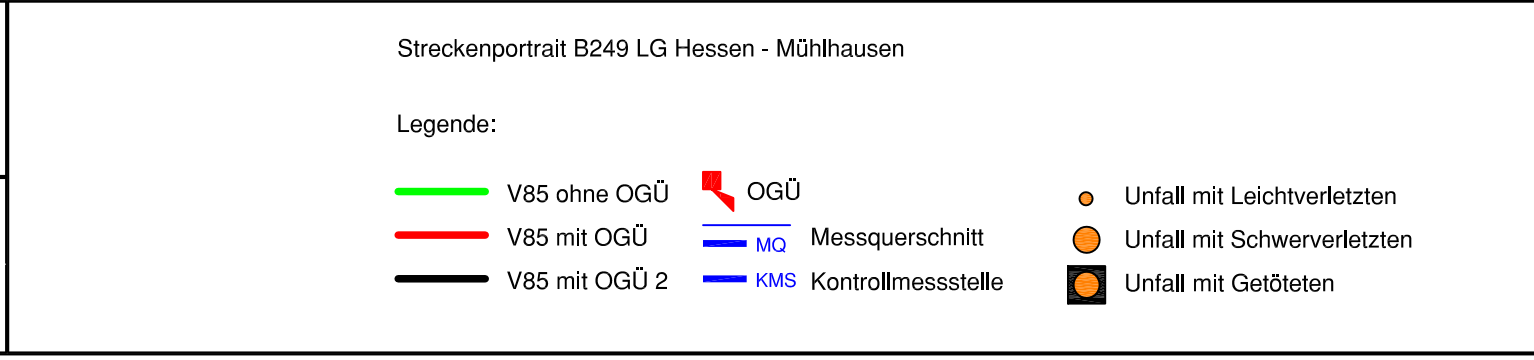 Streckenportrait B249 LG Hessen - Mühlhausen
Legende:
V85 ohne OGÜ
V85 mit OGÜ
V85 mit OGÜ 2
OGÜ
MQ Messquerschnitt
KMS Kontrollmessstelle
Unfall mit Leichtverletzten
Unfall mit Schwerverletzten
Unfall mit Getöteten